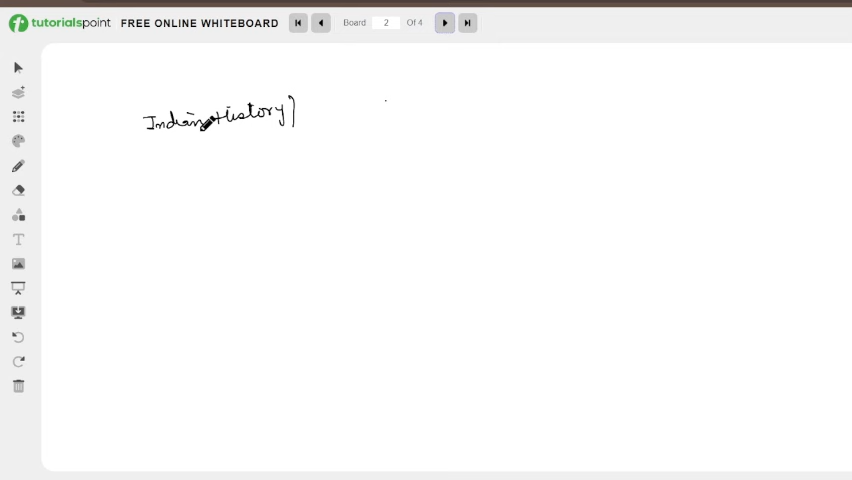 tutorialspoint FREE ONLINE WHITEBOARD Board 2 Of 4
Indian History)
T